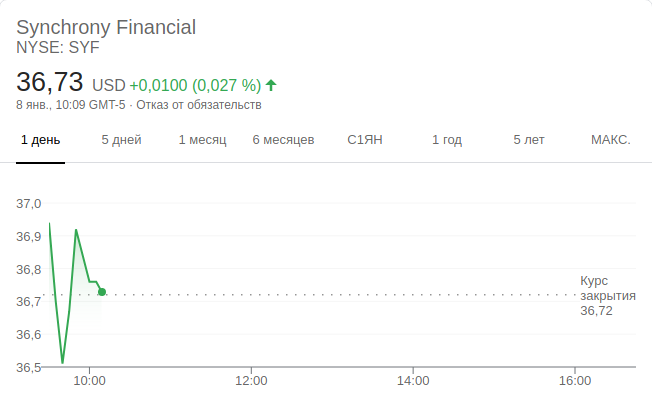 Synchrony Financial
NYSE: SYF
36,73 USD +0,0100 (0,027 %)
8 янв., 10:09 GMT-5 · Отказ от обязательств
1 день 5 дней 1 месяц 6 месяцев С1ЯН 1 год 5 лет МАКС.
37,0
36,9
36,8
36,7
36,6
36,5
Курс
закрытия
36,72
10:00 12:00 14:00 16:00